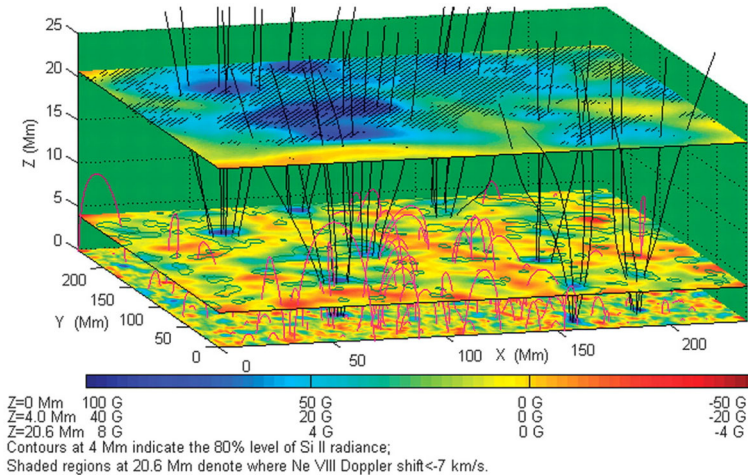 25
20
15
10
5
0
Z (Mm)
200
150
100
50
0
Y (Mm)
0
50
100
150
200
X (Mm)
Z=0 Mm 100 G 50 G 0 G -50 G
Z=4.0 Mm 40 G 20 G 0 G -20 G
Z=20.6 Mm 8 G 4 G 0 G -4 G
Contours at 4 Mm indicate the 80% level of Si II radiance;
Shaded regions at 20.6 Mm denote where Ne VIII Doppler shift<-7 km/s.